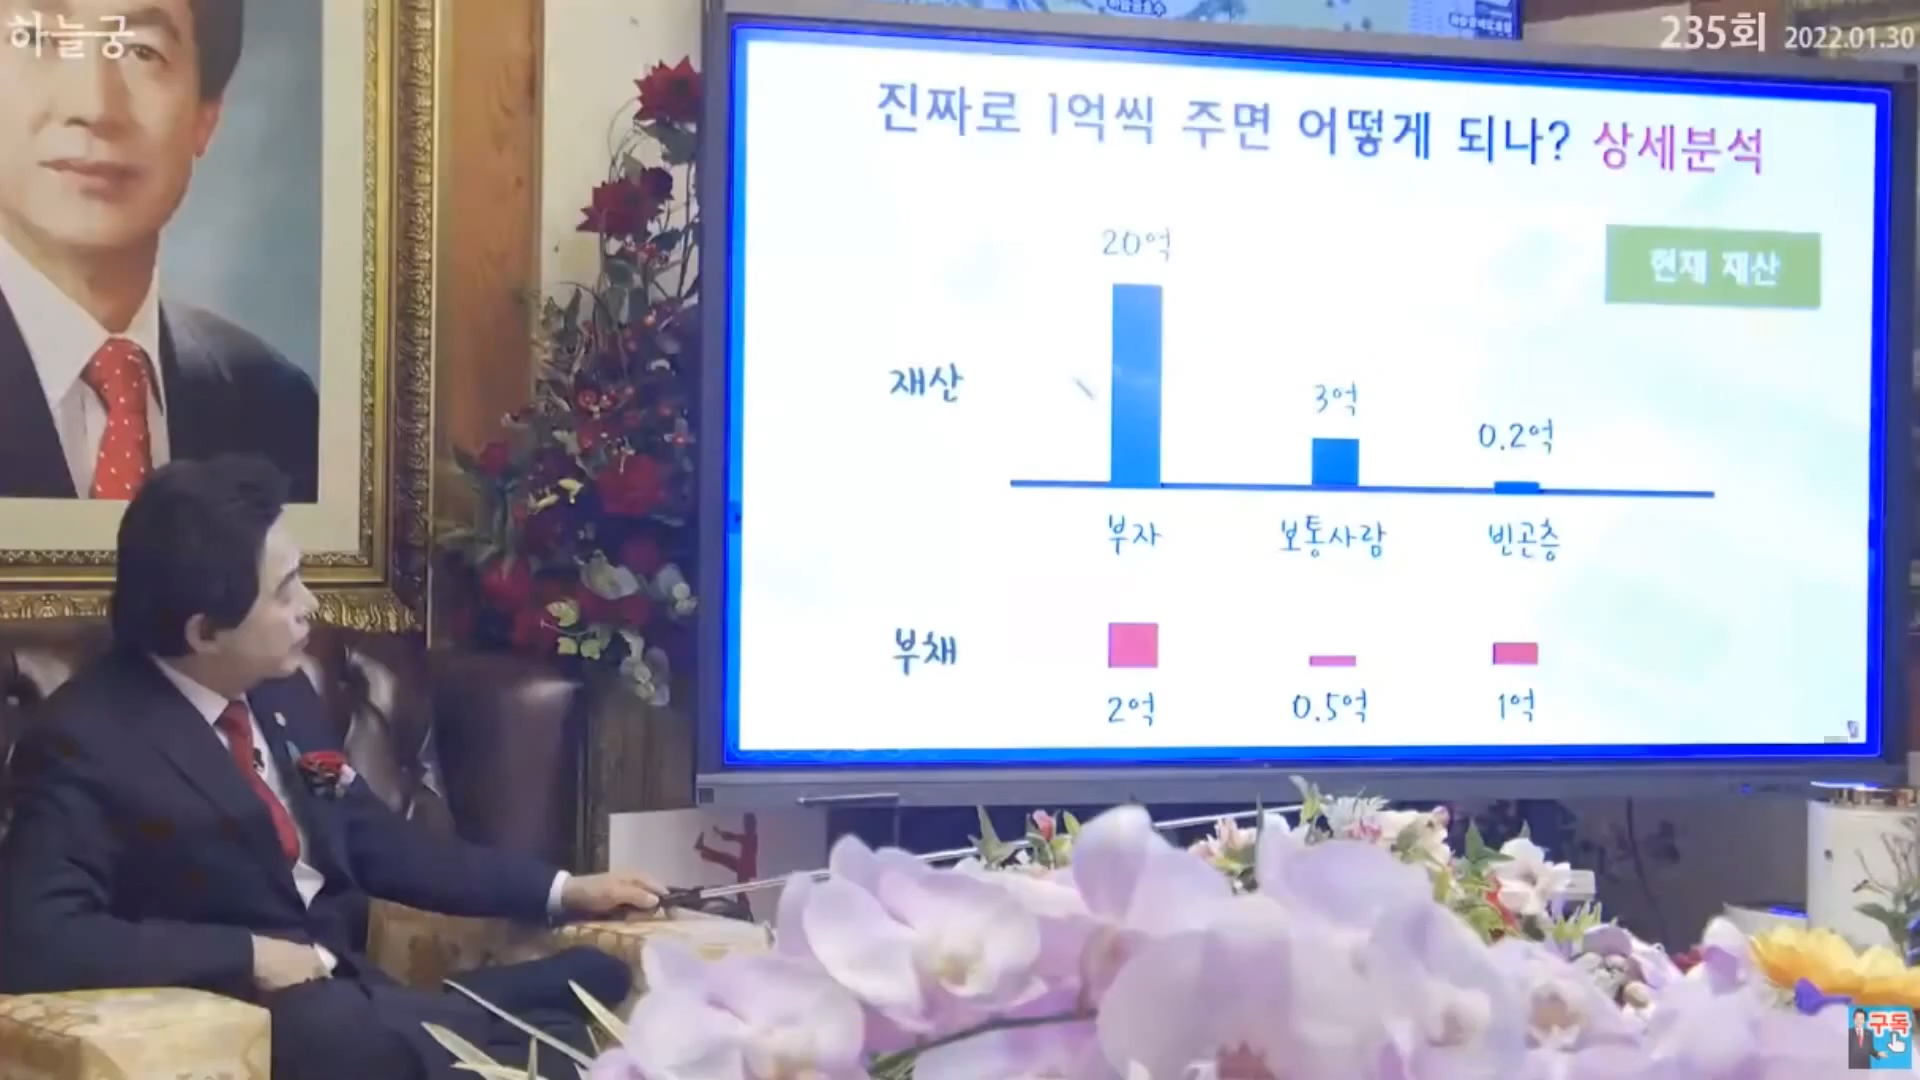 하늘궁
235회 2022.01.30
진짜로 1억씩 주면 어떻게 되나? 상세분석
현재 재산
20억
3억
0.2억
재산
부자 보통사람 빈곤층
부채
2억 0.5억 1억
구독